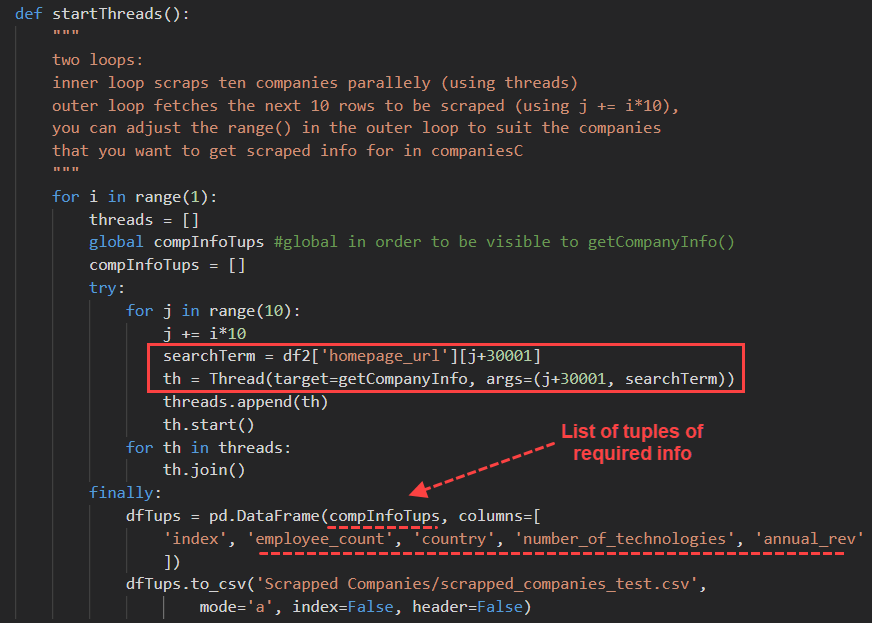 def startThreads():
"""
two loops:
inner loop scraps ten companies parallely (using threads)
outer loop fetches the next 10 rows to be scraped (using j += i*10),
you can adjust the range() in the outer loop to suit the companies
that you want to get scraped info for in companiesC
"""
for i in range(1):
threads = []
global compInfoTups #global in order to be visible to getCompanyInfo()
compInfoTups = []
try:
for j in range(10):
j += i*10
searchTerm = df2['homepage_url'][j+30001]
th = Thread(target=getCompanyInfo, args=(j+30001, searchTerm))
threads.append(th)
th.start()
for th in threads:
th.join()
List of tuples of
required info
finally:
dfTups = pd.DataFrame(compInfoTups, columns=[
'index', 'employee_count', 'country', 'number_of_technologies', 'annual_rev'
])
dfTups.to_csv('Scrapped Companies/scrapped_companies_test.csv',
mode='a', index=False, header=False)